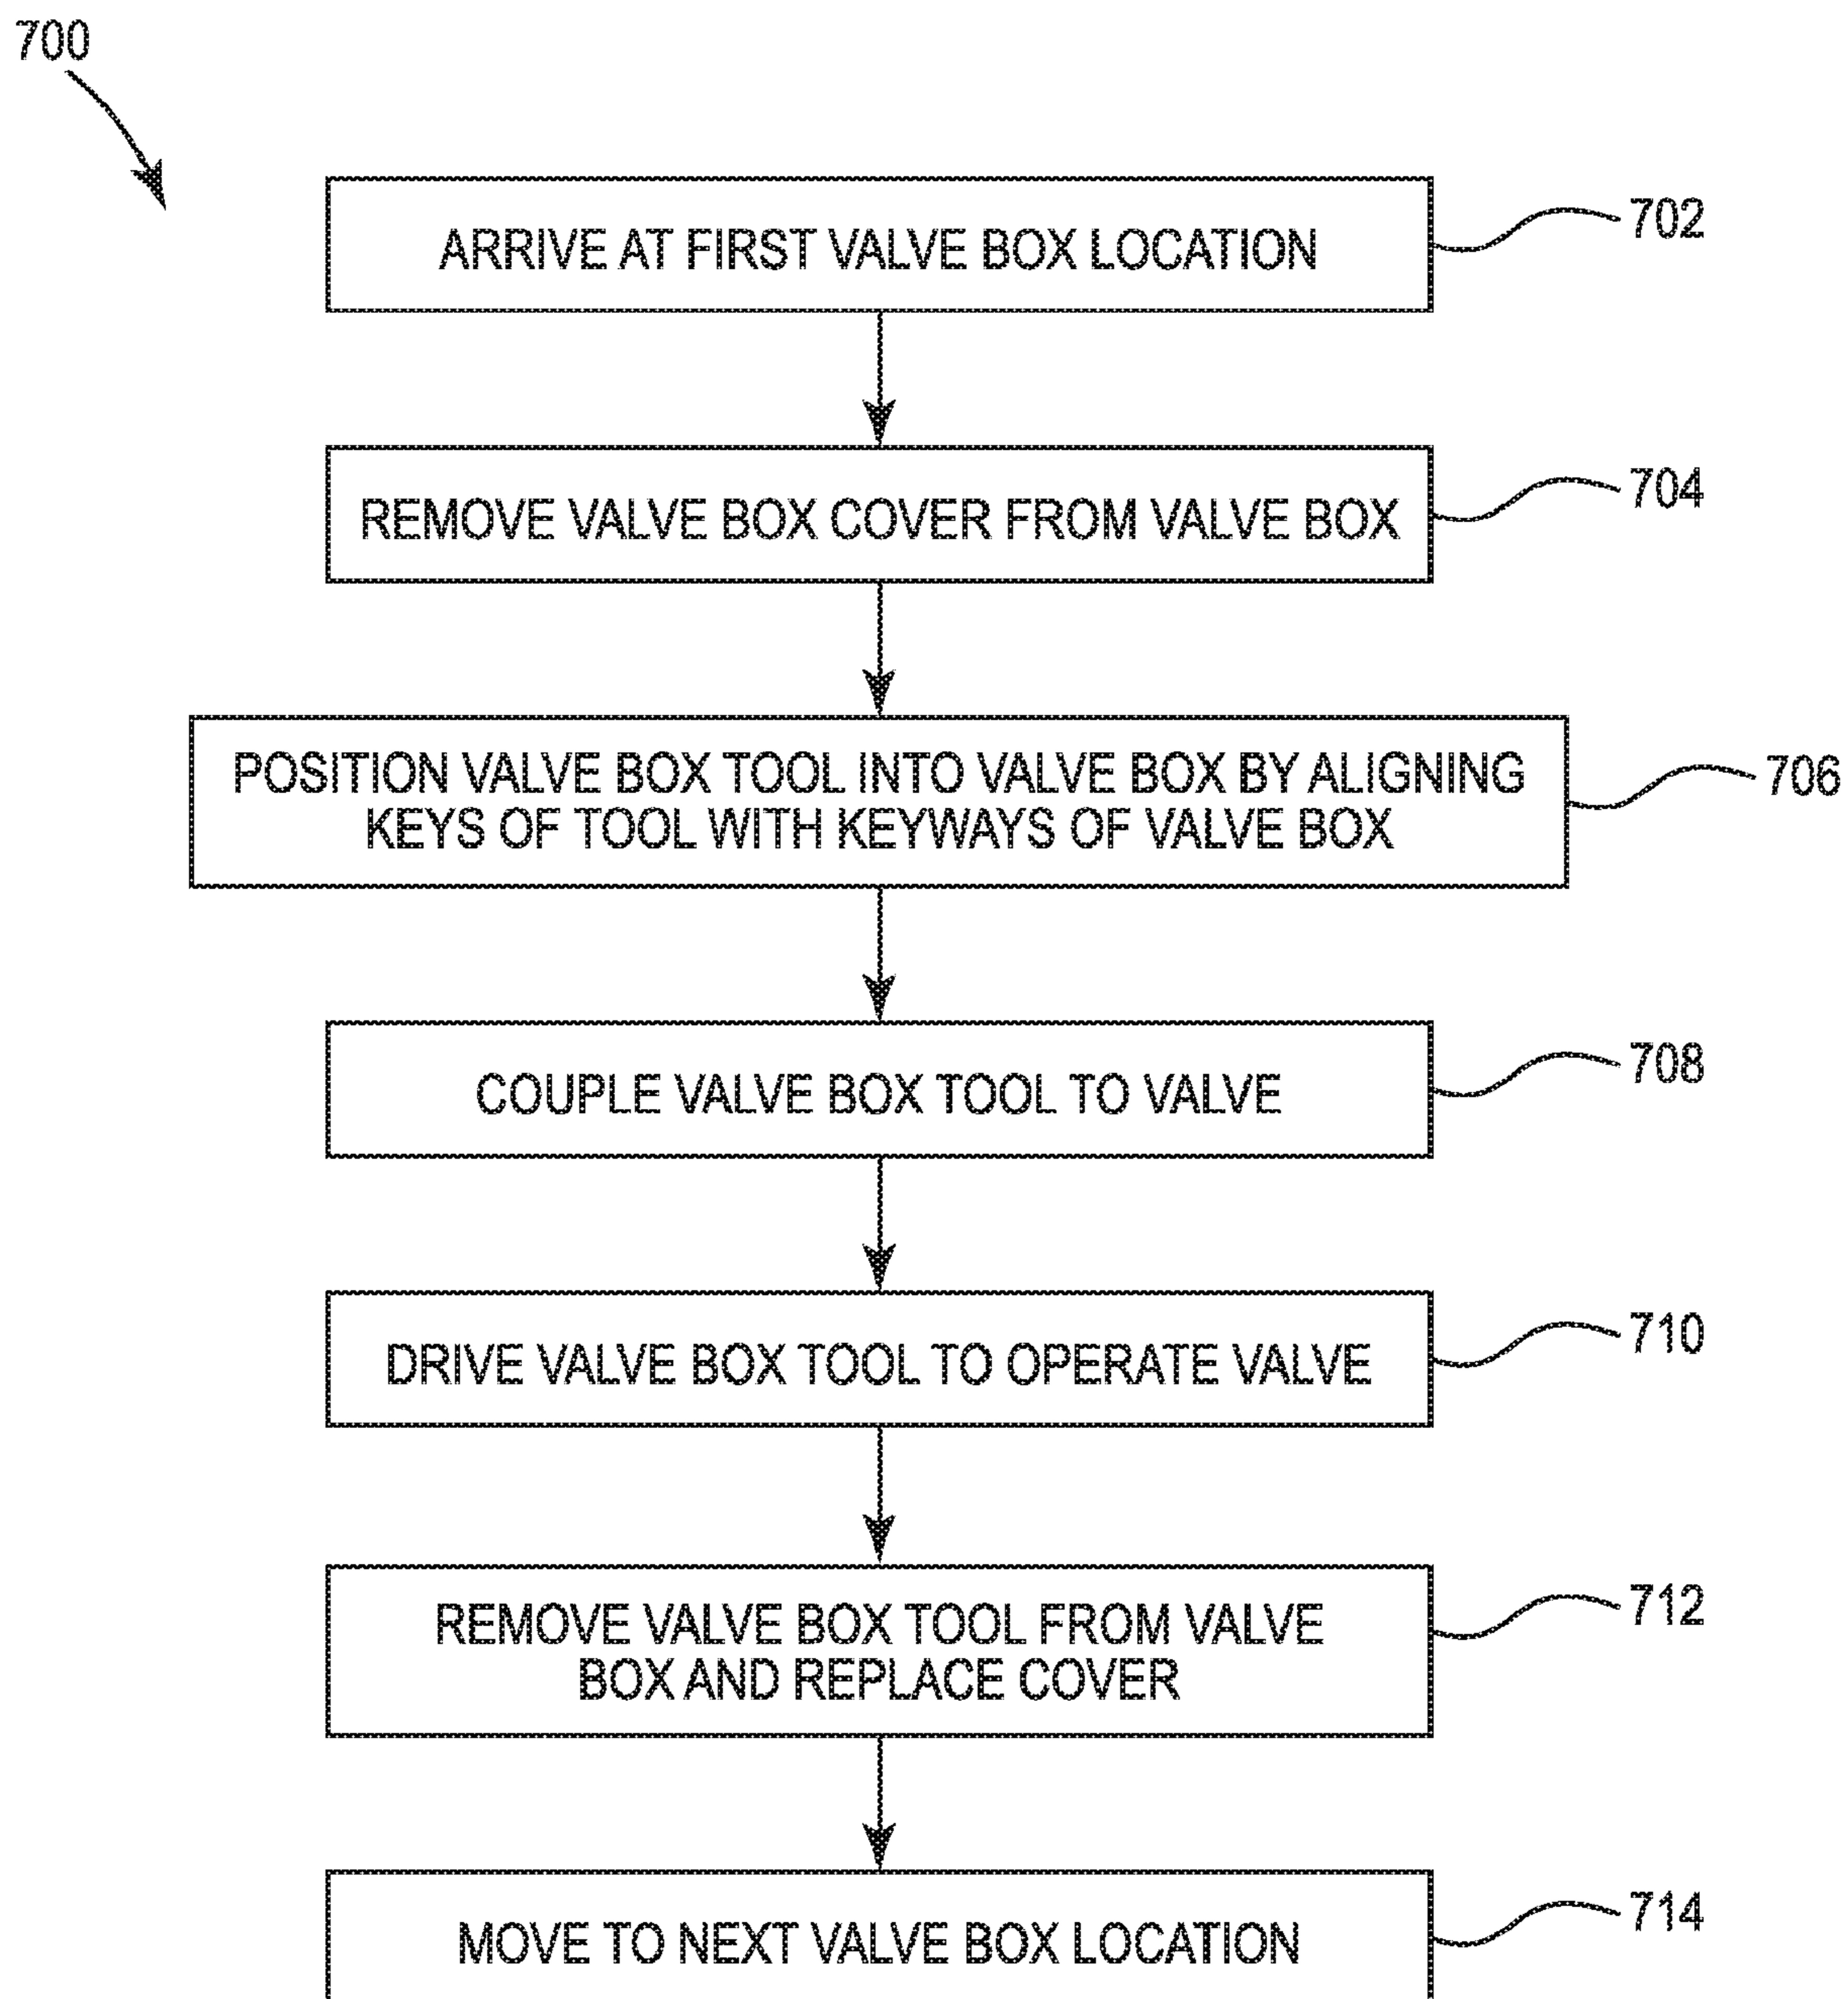 700
ARRIVE AT FIRST VALVE BOX LOCATION
702
REMOVE VALVE BOX COVER FROM VALVE BOX
704
POSITION VALVE BOX TOOL INTO VALVE BOX BY ALIGNING
KEYS OF TOOL WITH KEYWAYS OF VALVE BOX
706
COUPLE VALVE BOX TOOL TO VALVE
708
DRIVE VALVE BOX TOOL TO OPERATE VALVE
710
REMOVE VALVE BOX TOOL FROM VALVE
BOX AND REPLACE COVER
712
MOVE TO NEXT VALVE BOX LOCATION
714